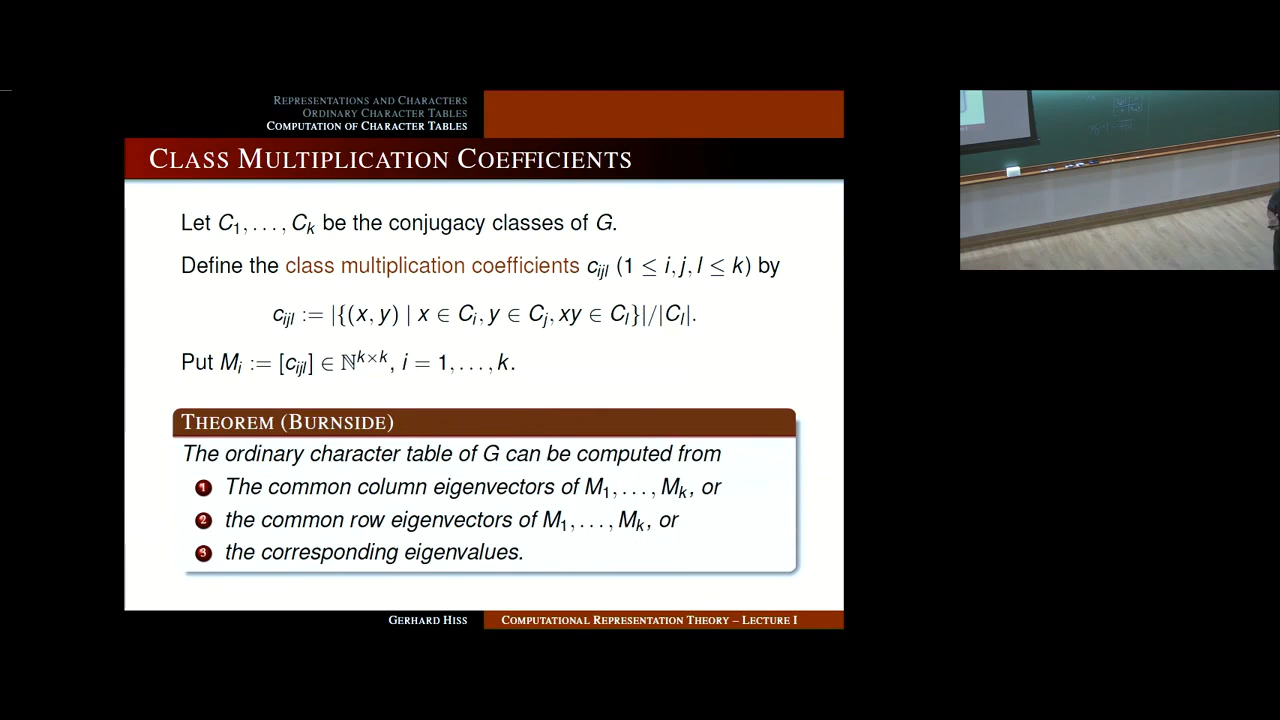 REPRESENTATIONS AND CHARACTERS
ORDINARY CHARACTER TABLES
COMPUTATION OF CHARACTER TABLES
CLASS MULTIPLICATION COEFFICIENTS
Let C₁, . . . , Cₖ be the conjugacy classes of G.
Define the class multiplication coefficients cᵢⱼₗ (1 ≤ i, j, l ≤ k) by
cᵢⱼₗ := |{(x, y) | x ∈ Cᵢ, y ∈ Cⱼ, xy ∈ Cₗ}|/|Cₗ|.
Put Mᵢ := [cᵢⱼₗ] ∈ ℕᵏˣᵏ, i = 1, . . . , k.
THEOREM (BURNSIDE)
The ordinary character table of G can be computed from
1 The common column eigenvectors of M₁, . . . , Mₖ, or
2 the common row eigenvectors of M₁, . . . , Mₖ, or
3 the corresponding eigenvalues.
GERHARD HISS COMPUTATIONAL REPRESENTATION THEORY – LECTURE I